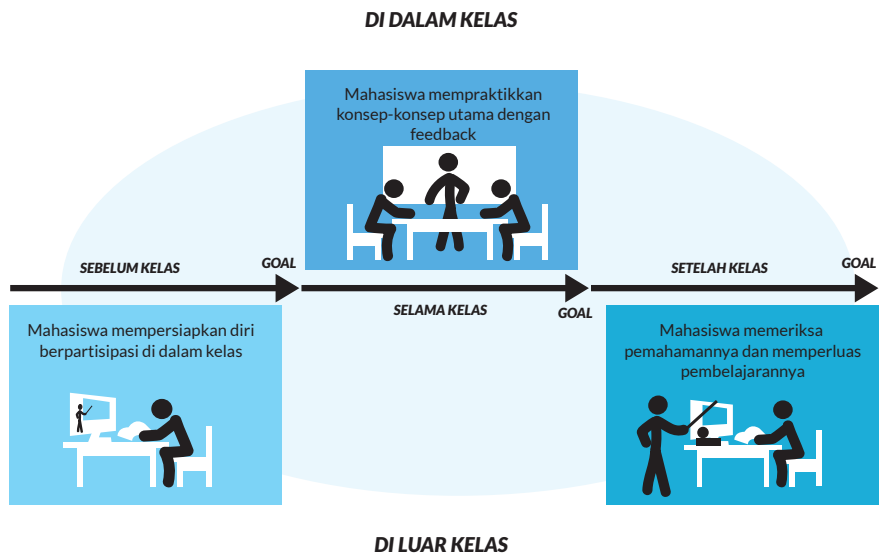 DI DALAM KELAS
Mahasiswa mempraktikkan
konsep-konsep utama dengan
feedback
SEBELUM KELAS
GOAL
SELAMA KELAS
GOAL
SETELAH KELAS
GOAL
Mahasiswa mempersiapkan diri
berpartisipasi di dalam kelas
Mahasiswa memeriksa
pemahamannya dan memperluas
pembelajarannya
DI LUAR KELAS